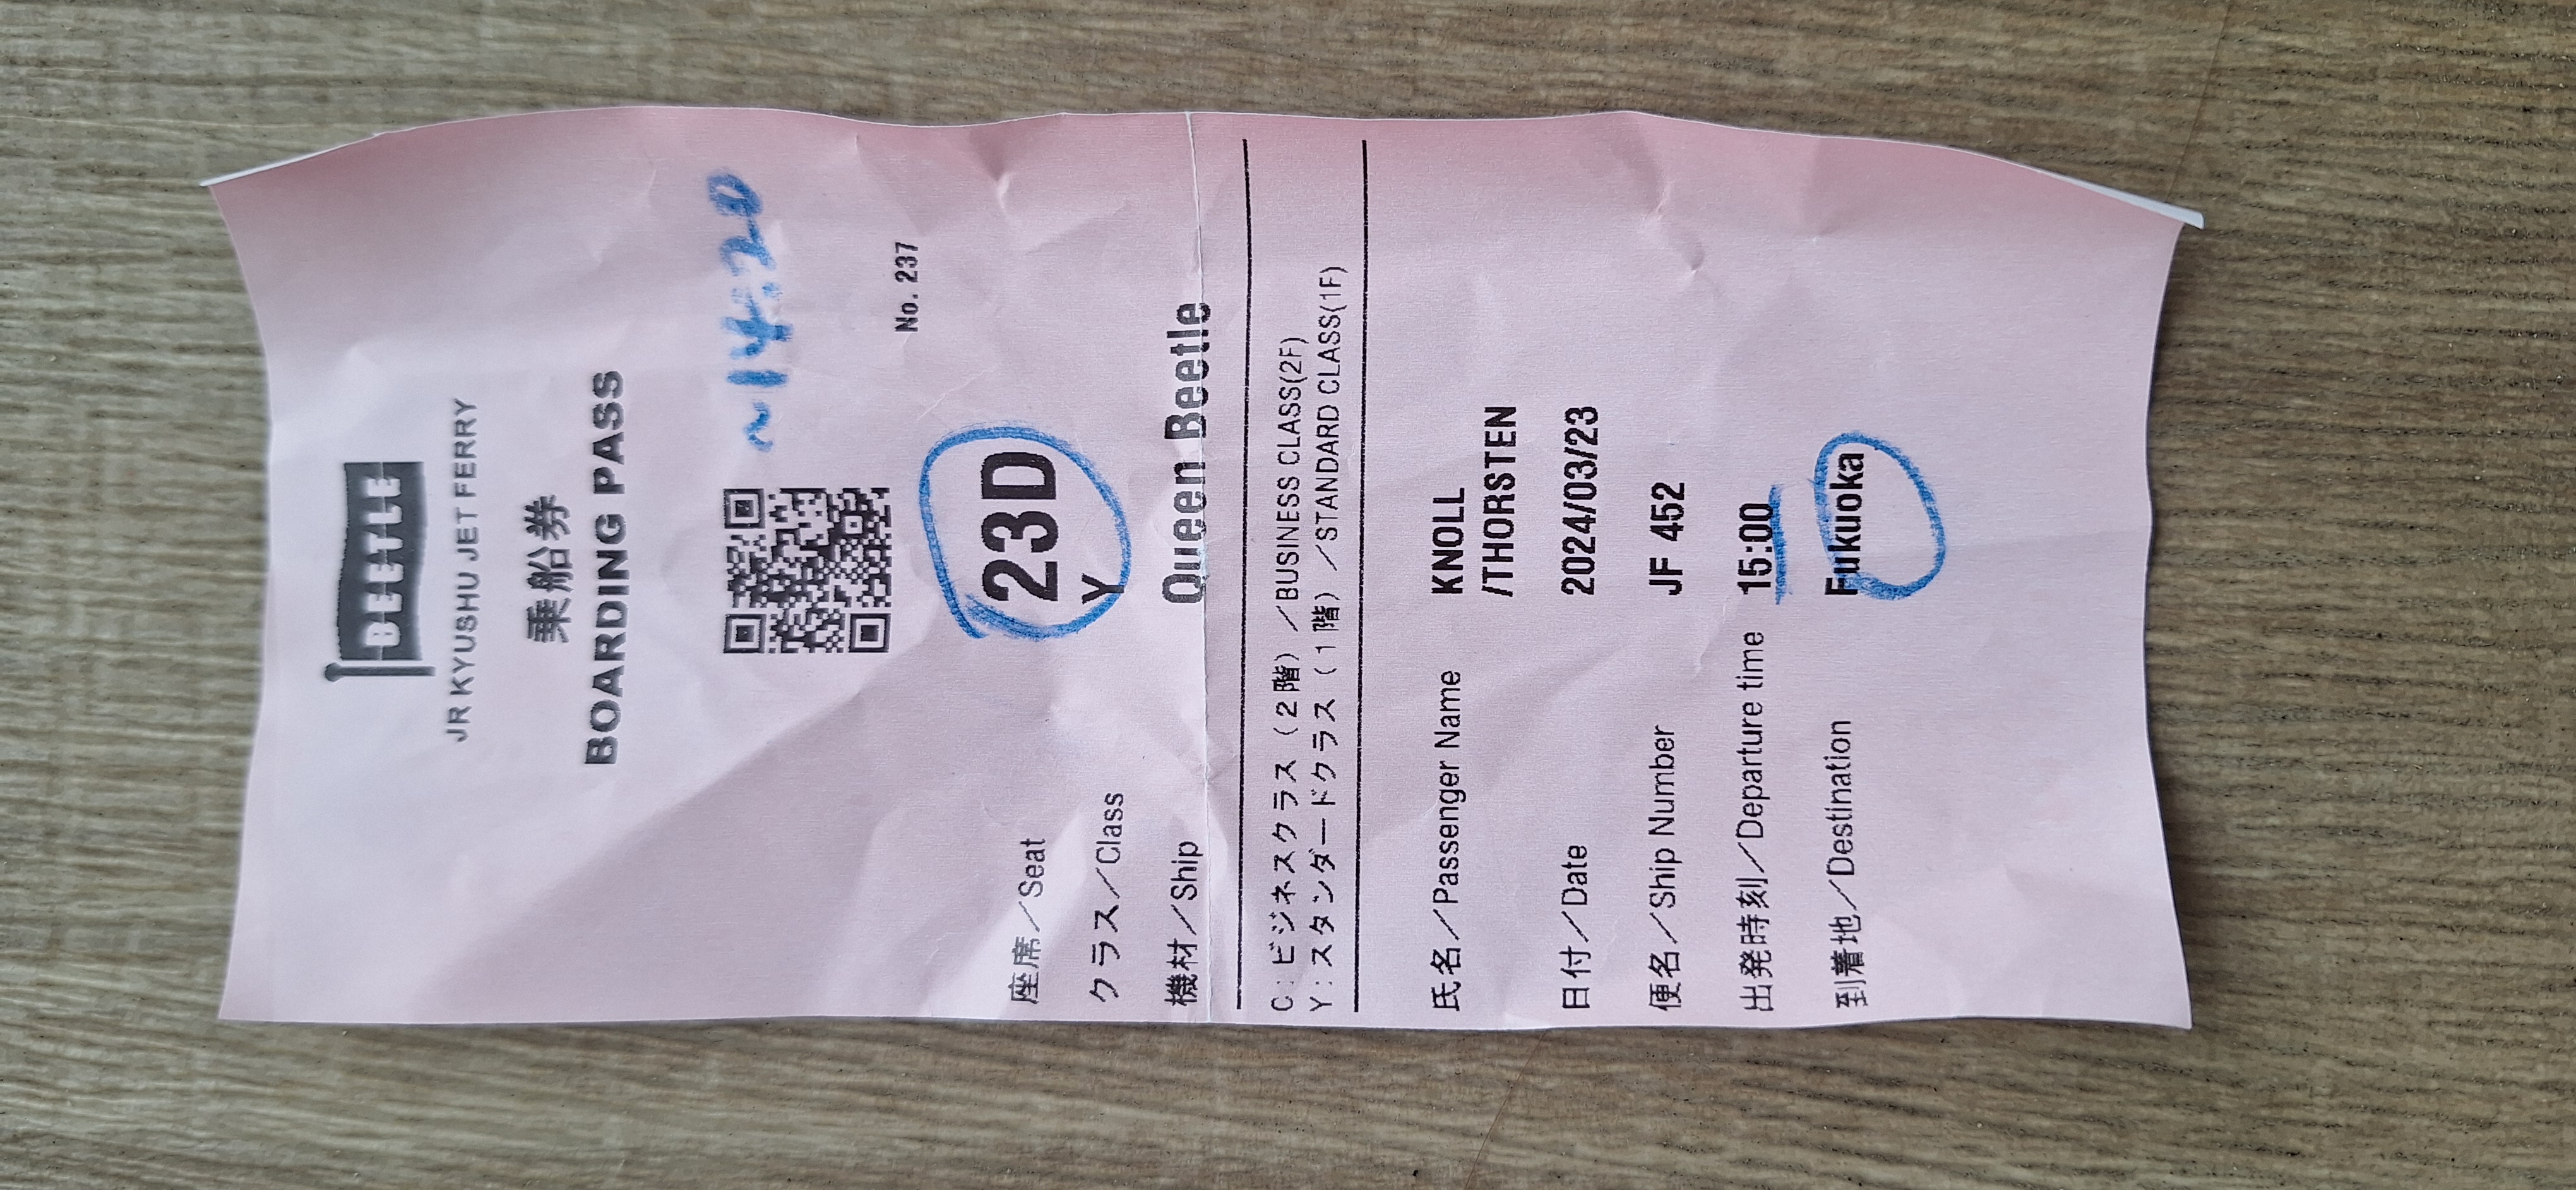 BEETLE
JR KYUSHU JET FERRY
乗船券
BOARDING PASS
~14:20
No. 237
座席／Seat 23D
クラス／Class Y
機材／Ship Queen Beetle
C：ビジネスクラス（２階）／BUSINESS CLASS(2F)
Y：スタンダードクラス（１階）／STANDARD CLASS(1F)
氏名／Passenger Name KNOLL
/THORSTEN
日付／Date 2024/03/23
便名／Ship Number JF 452
出発時刻／Departure time 15:00
到着地／Destination Fukuoka